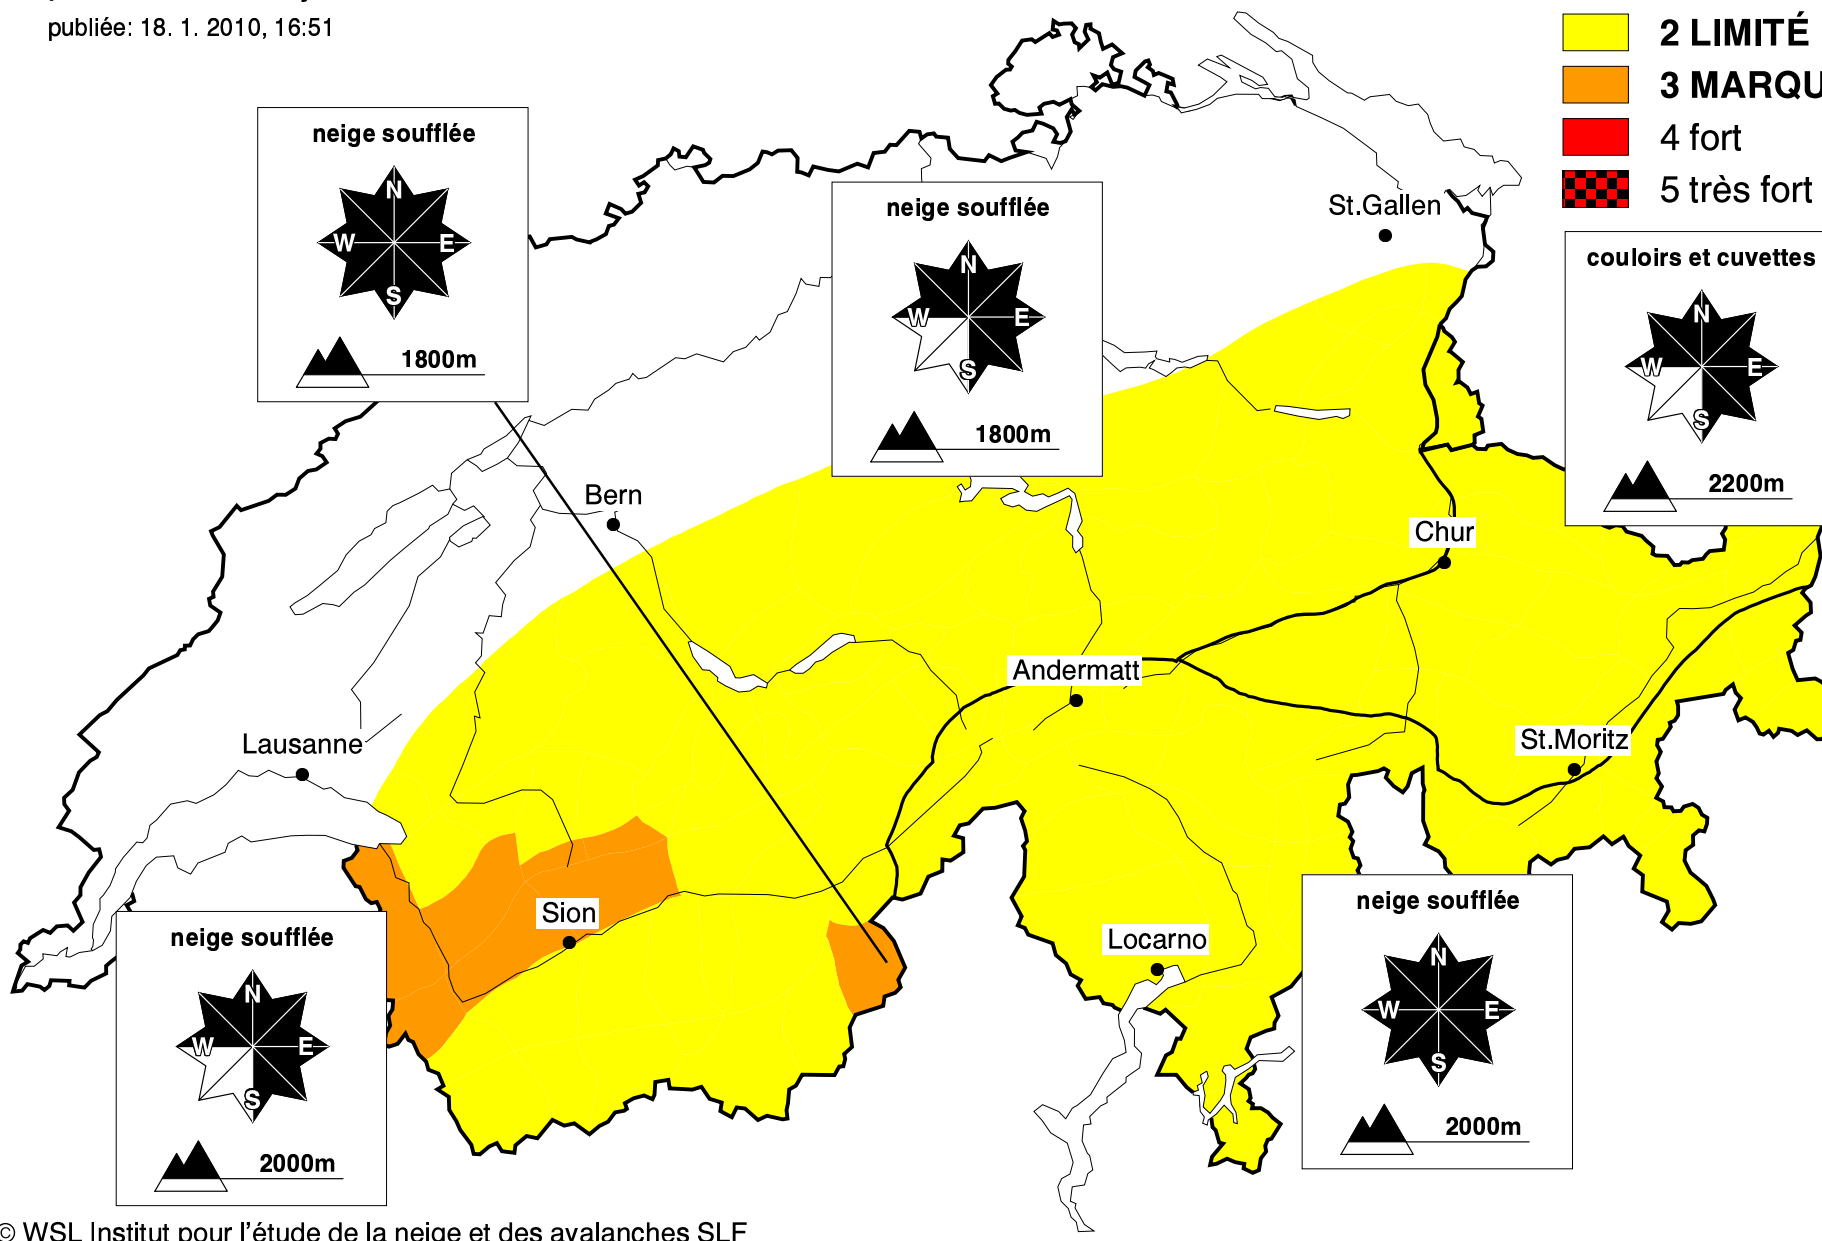 publiée: 18. 1. 2010, 16:51
2 LIMITÉ
3 MARQU
4 fort
5 très fort
neige soufflée
N
W E
S
1800m
neige soufflée
N
W E
S
1800m
St.Gallen
couloirs et cuvettes
N
W E
S
2200m
Bern
Chur
Andermatt
Lausanne
St.Moritz
Sion
Locarno
neige soufflée
N
W E
S
2000m
neige soufflée
N
W E
S
2000m
© WSL Institut pour l'étude de la neige et des avalanches SLF